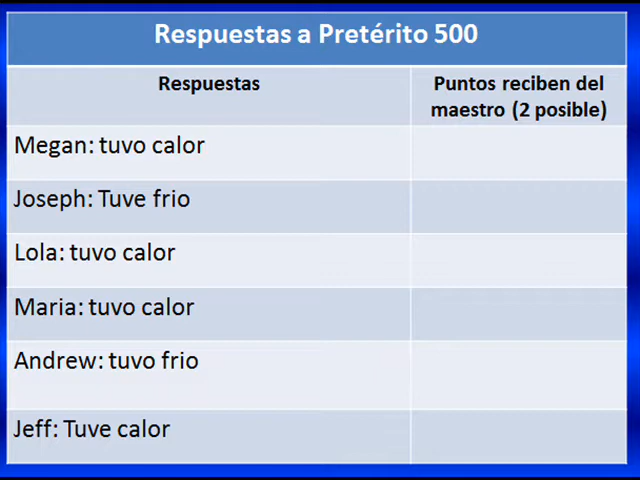 Respuestas a Pretérito 500
Respuestas
Puntos reciben del
maestro (2 posible)
Megan: tuvo calor
Joseph: Tuve frio
Lola: tuvo calor
Maria: tuvo calor
Andrew: tuvo frio
Jeff: Tuve calor